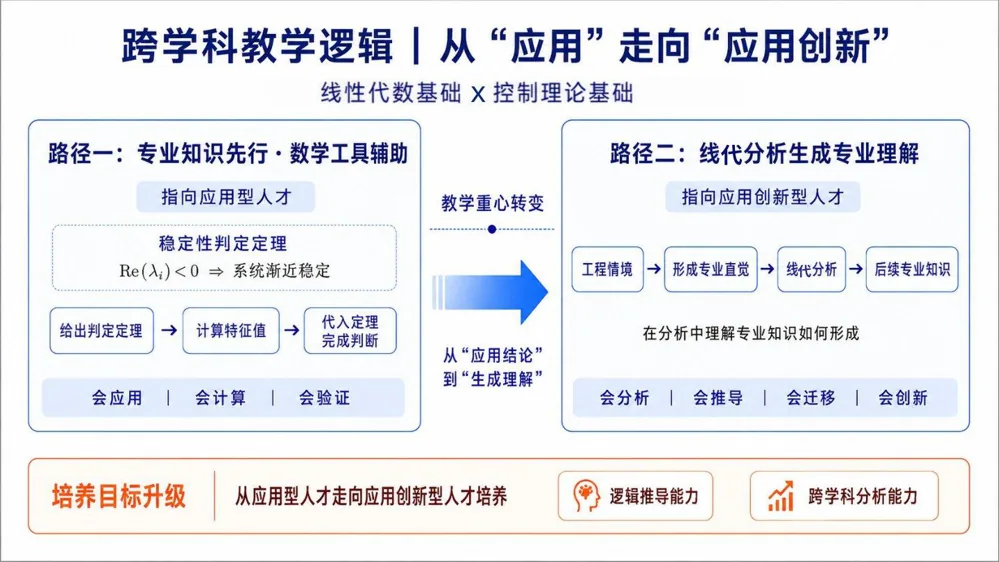 跨学科教学逻辑 | 从 “应用” 走向 “应用创新”
线性代数基础 x 控制理论基础
路径一：专业知识先行·数学工具辅助
指向应用型人才
稳定性判定定理
Re(λᵢ)<0 ⇒ 系统渐近稳定
给出判定定理
计算特征值
代入定理
完成判断
会应用 | 会计算 | 会验证
教学重心转变
从 “应用结论”
到 “生成理解”
路径二：线代分析生成专业理解
指向应用创新型人才
工程情境
形成专业直觉
线代分析
后续专业知识
在分析中理解专业知识如何形成
会分析 | 会推导 | 会迁移 | 会创新
培养目标升级
从应用型人才走向应用创新型人才培养
逻辑推导能力
跨学科分析能力